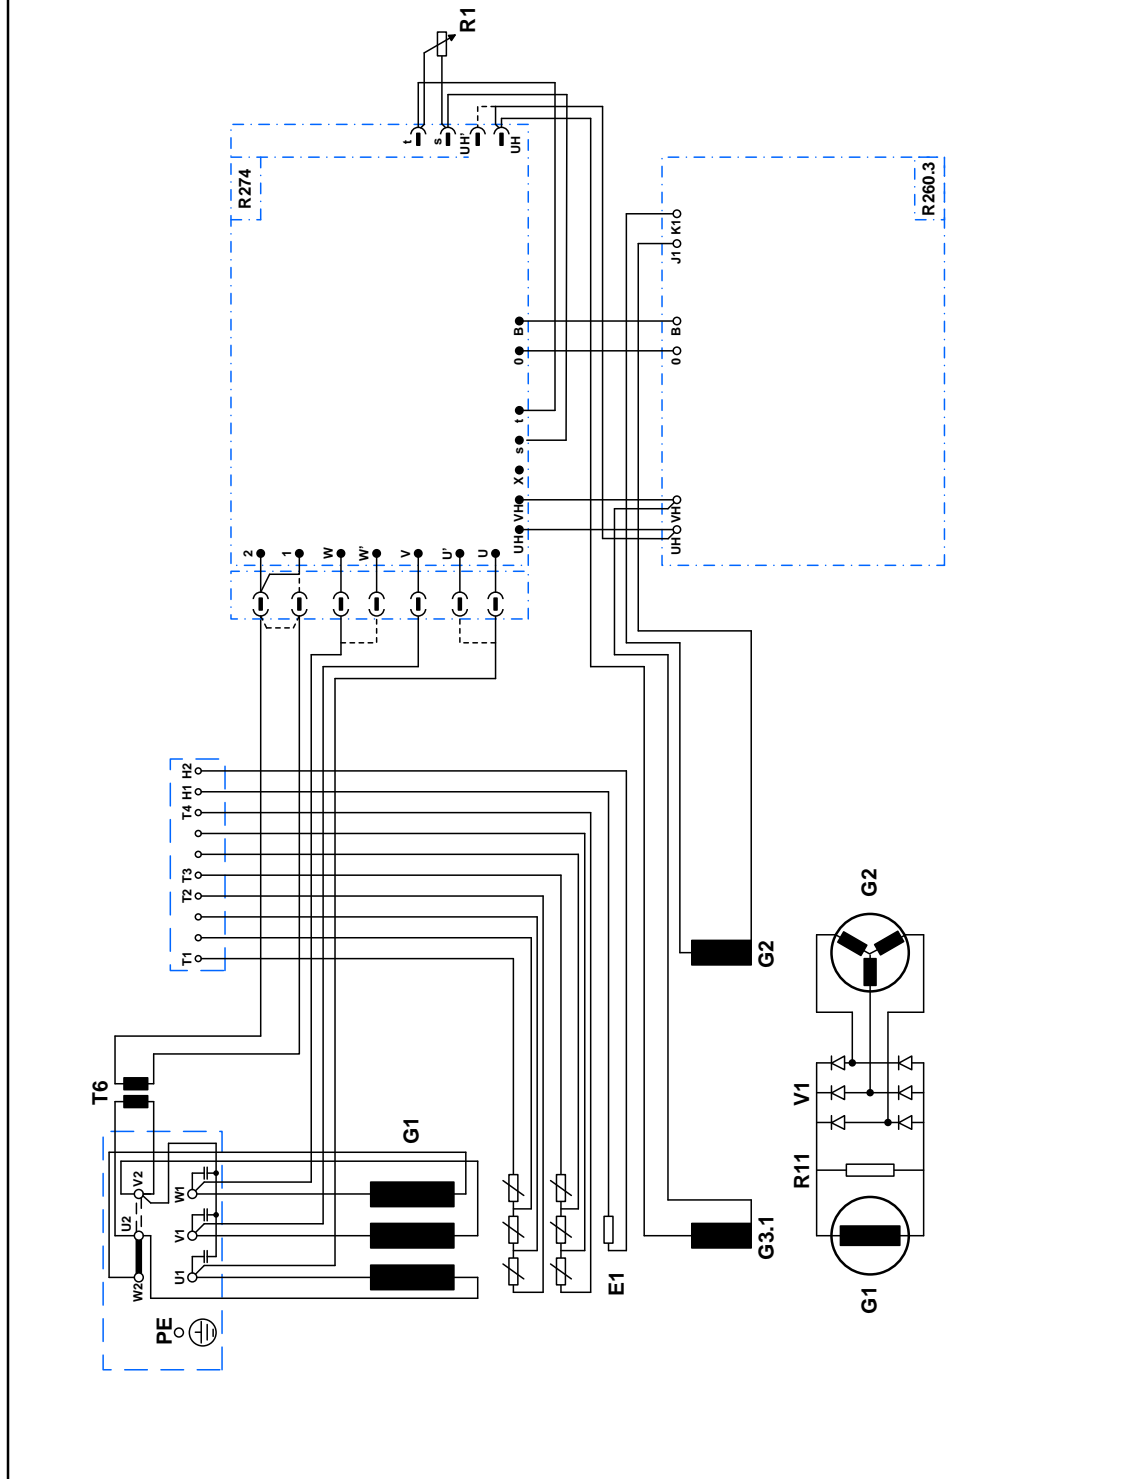 R1
t
s
UH'
UH
R274
R260.3
K1
J1
B
0
B
0
t
s
X
VH
UH
VH
UH
2
1
W
W'
V
U'
U
H2
H1
T4
T3
T2
T1
T6
G1
V2
U2
W2
W1
V1
U1
PE
E1
G2
G3.1
G2
V1
R11
G1